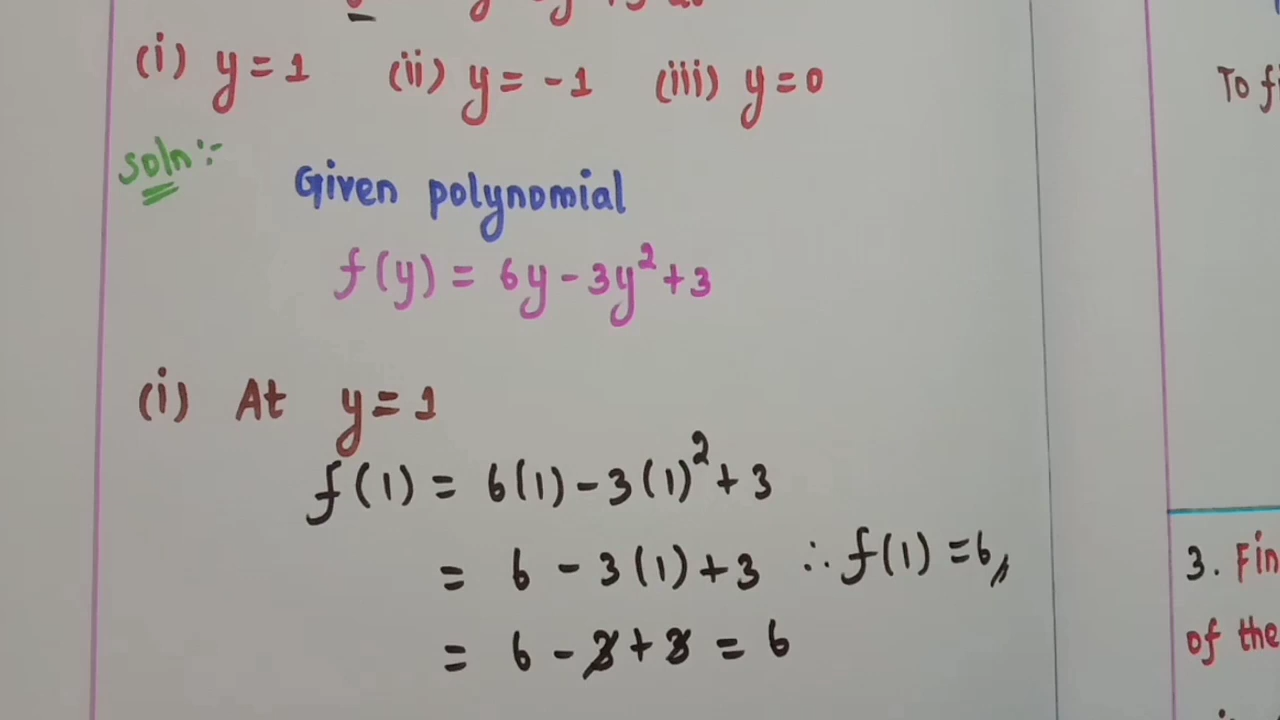 (i) y = 1 (ii) y = -1 (iii) y = 0
Soln:-
Given polynomial
f(y) = 6y - 3y² + 3
(i) At y = 1
f(1) = 6(1) - 3(1)² + 3
= 6 - 3(1) + 3 ∴ f(1) = 6
= 6 - 3 + 3 = 6
To
3. Fin
of the